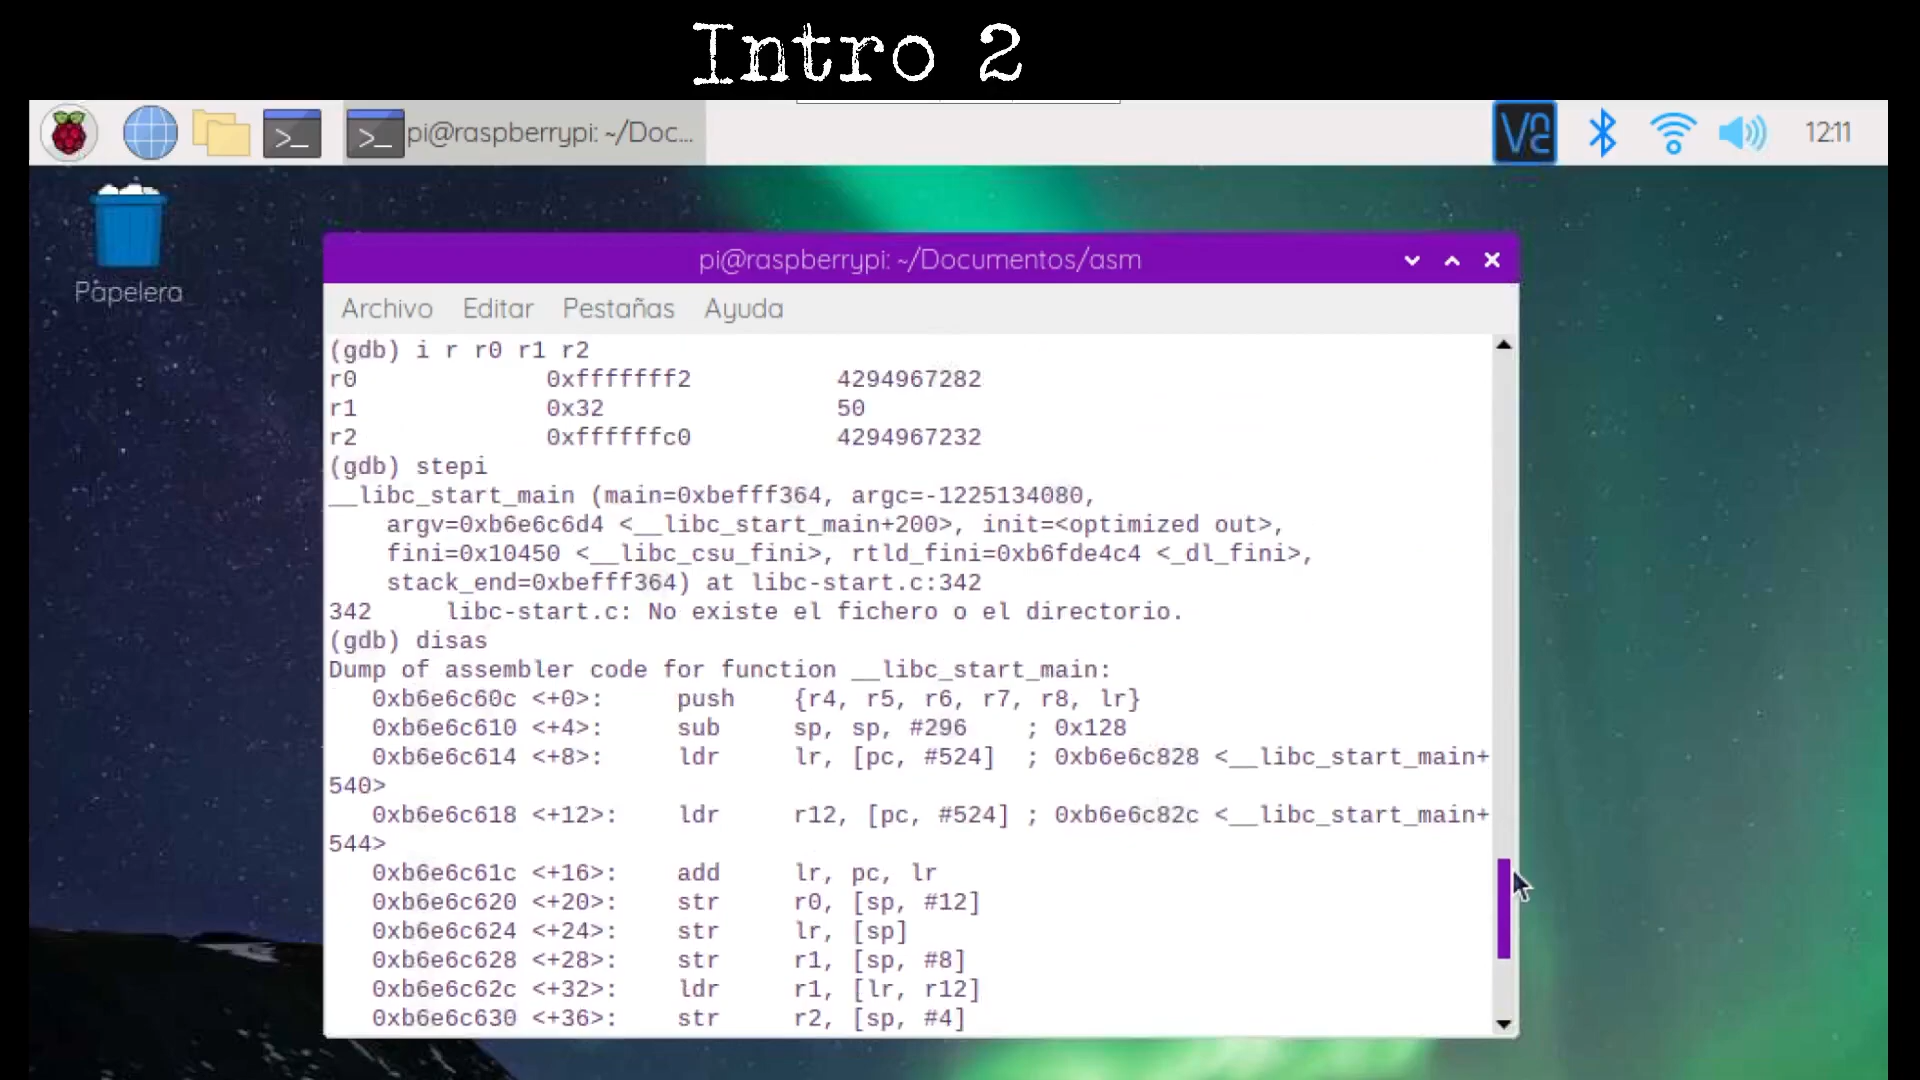 Intro 2
pi@raspberrypi: ~/Doc...
VNC
12:11
Papelera
pi@raspberrypi: ~/Documentos/asm
Archivo Editar Pestañas Ayuda
(gdb) i r r0 r1 r2
r0 0xfffffff2 4294967282
r1 0x32 50
r2 0xffffffc0 4294967232
(gdb) stepi
__libc_start_main (main=0xbefff364, argc=-1225134080,
argv=0xb6e6c6d4 <__libc_start_main+200>, init=<optimized out>,
fini=0x10450 <__libc_csu_fini>, rtld_fini=0xb6fde4c4 <_dl_fini>,
stack_end=0xbefff364) at libc-start.c:342
342 libc-start.c: No existe el fichero o el directorio.
(gdb) disas
Dump of assembler code for function __libc_start_main:
0xb6e6c60c <+0>: push {r4, r5, r6, r7, r8, lr}
0xb6e6c610 <+4>: sub sp, sp, #296 ; 0x128
0xb6e6c614 <+8>: ldr lr, [pc, #524] ; 0xb6e6c828 <__libc_start_main+
540>
0xb6e6c618 <+12>: ldr r12, [pc, #524] ; 0xb6e6c82c <__libc_start_main+
544>
0xb6e6c61c <+16>: add lr, pc, lr
0xb6e6c620 <+20>: str r0, [sp, #12]
0xb6e6c624 <+24>: str lr, [sp]
0xb6e6c628 <+28>: str r1, [sp, #8]
0xb6e6c62c <+32>: ldr r1, [lr, r12]
0xb6e6c630 <+36>: str r2, [sp, #4]